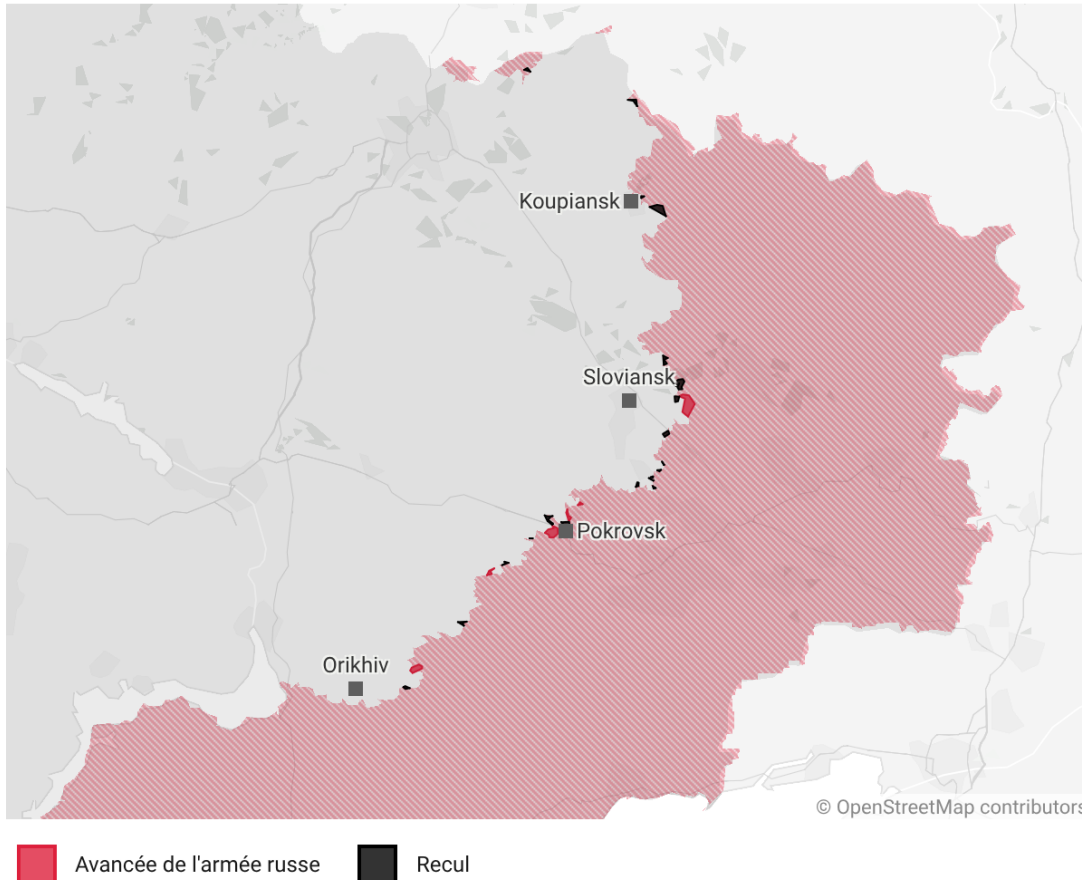 Koupiansk
Sloviansk
Pokrovsk
Orikhiv
© OpenStreetMap contributors
Avancée de l'armée russe
Recul